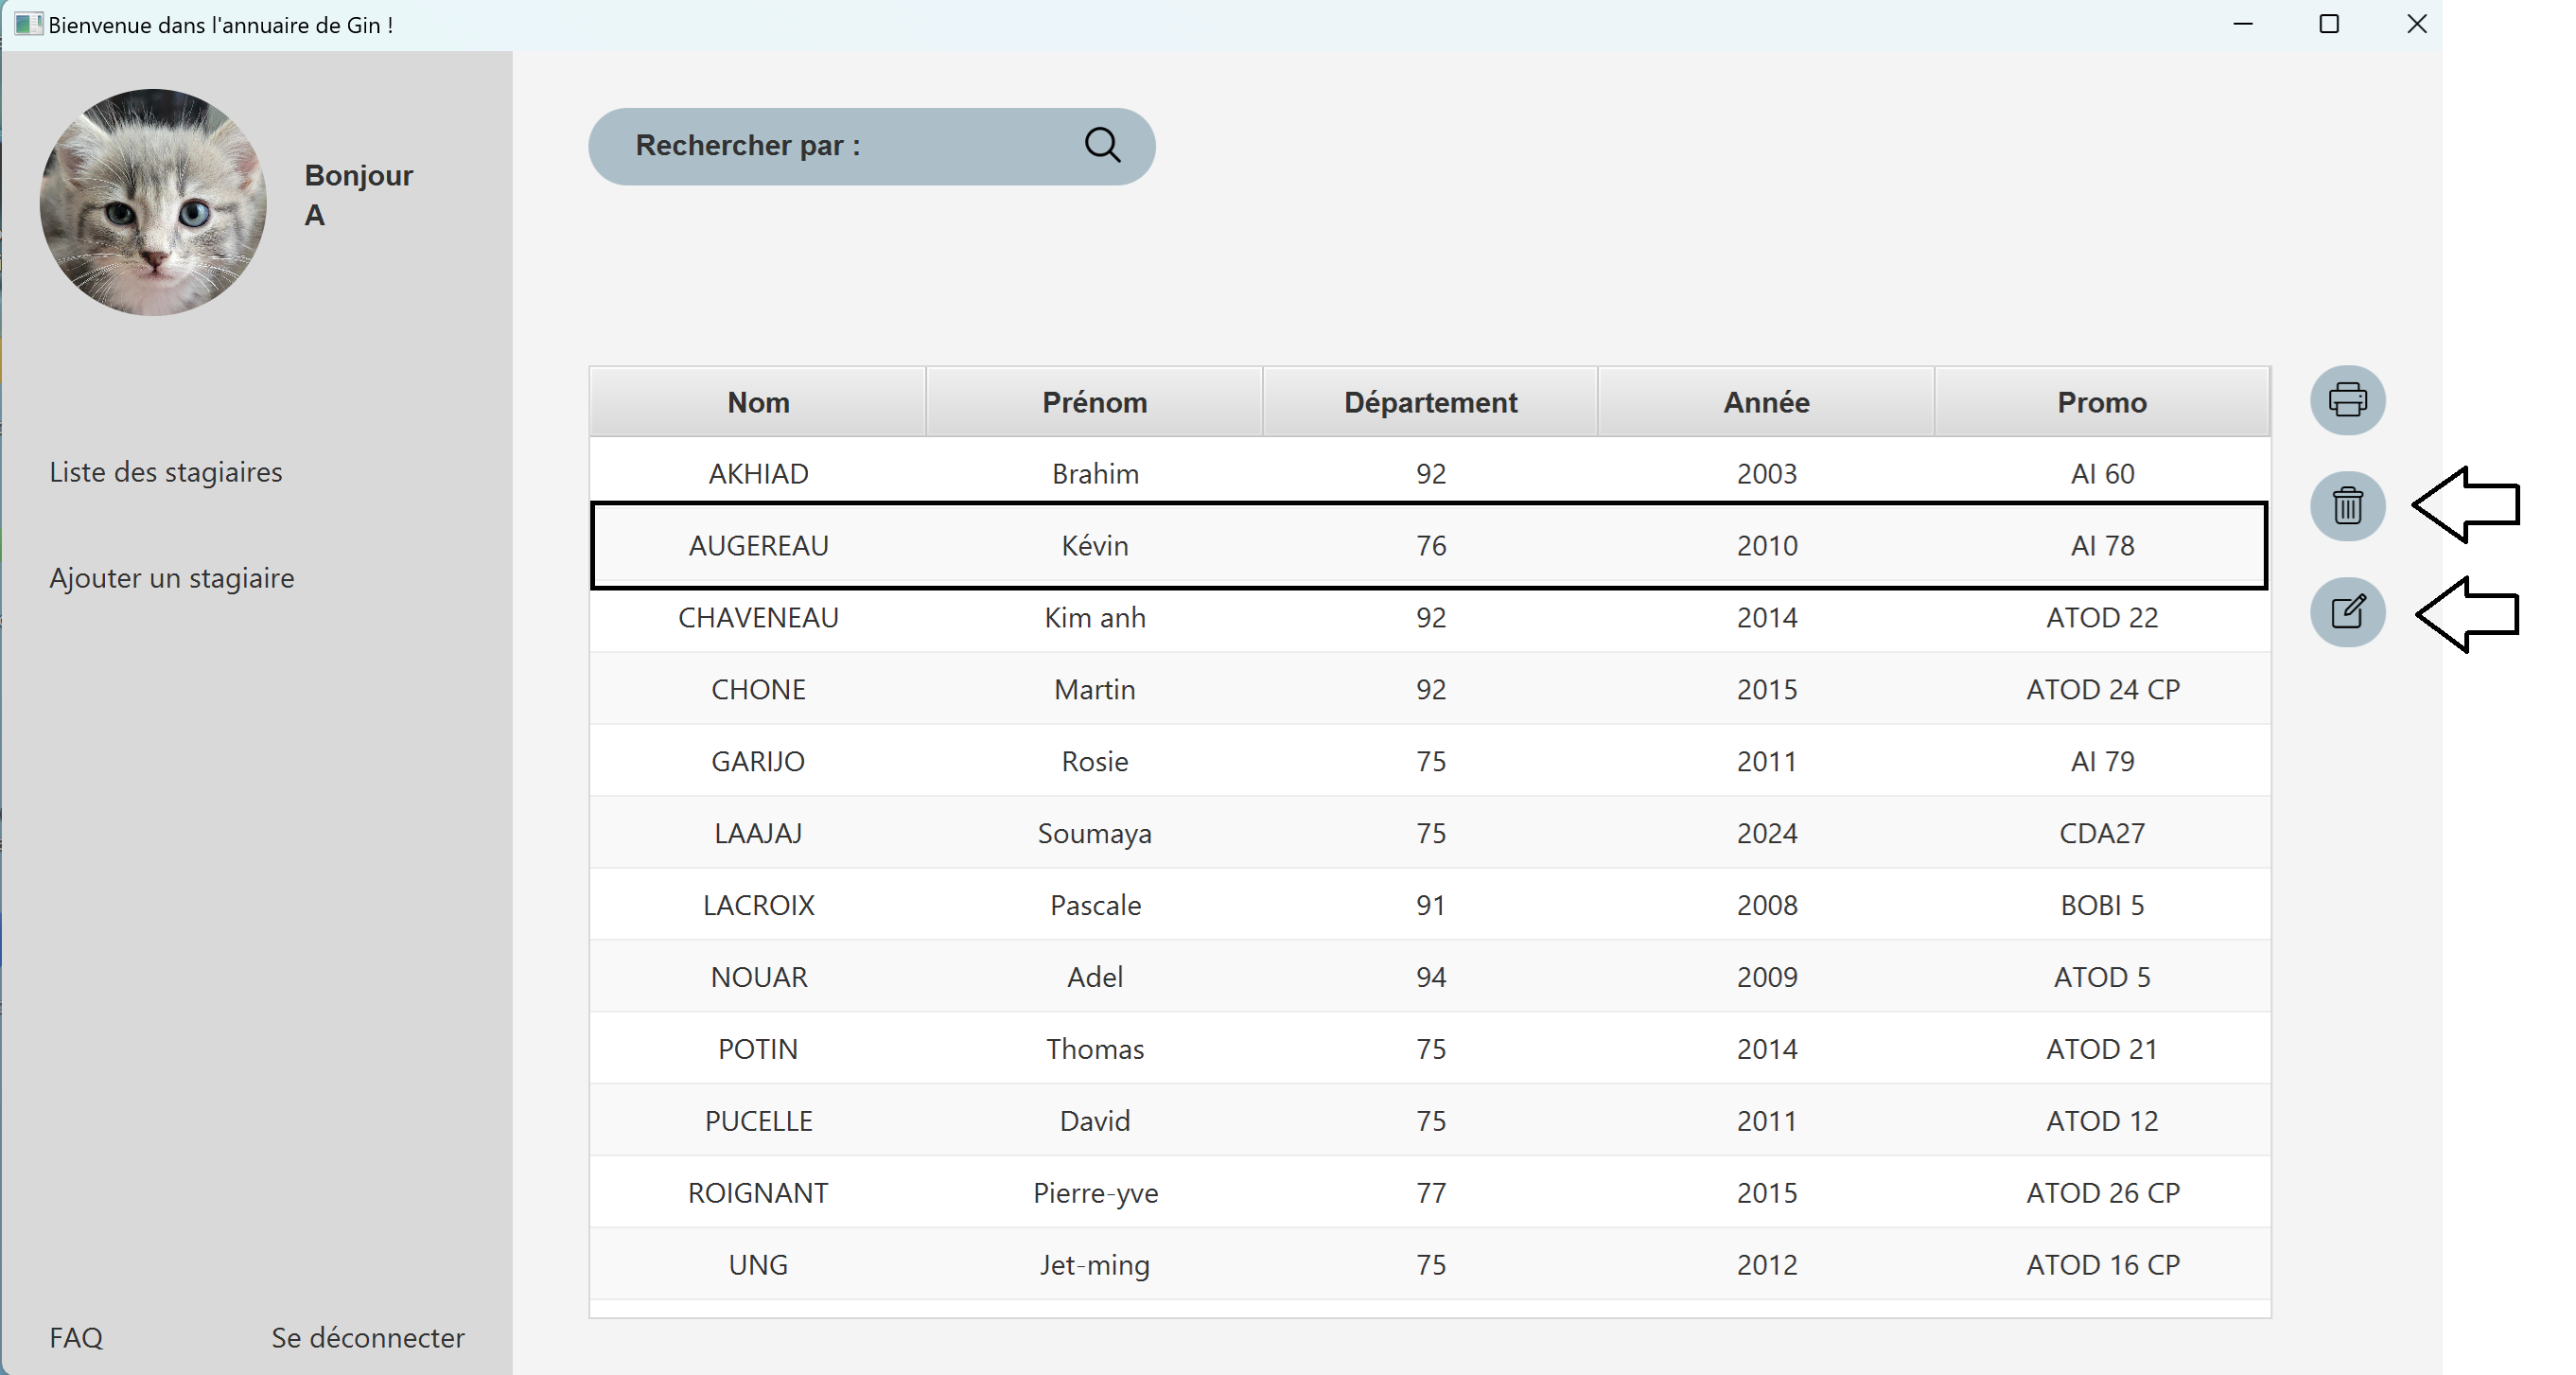 Bienvenue dans l'annuaire de Gin !
Bonjour
A
Liste des stagiaires
Ajouter un stagiaire
FAQ Se déconnecter
Rechercher par :
Nom Prénom Département Année Promo
AKHIAD Brahim 92 2003 AI 60
AUGEREAU Kévin 76 2010 AI 78
CHAVENEAU Kim anh 92 2014 ATOD 22
CHONE Martin 92 2015 ATOD 24 CP
GARIJO Rosie 75 2011 AI 79
LAAJAJ Soumaya 75 2024 CDA27
LACROIX Pascale 91 2008 BOBI 5
NOUAR Adel 94 2009 ATOD 5
POTIN Thomas 75 2014 ATOD 21
PUCELLE David 75 2011 ATOD 12
ROIGNANT Pierre-yve 77 2015 ATOD 26 CP
UNG Jet-ming 75 2012 ATOD 16 CP